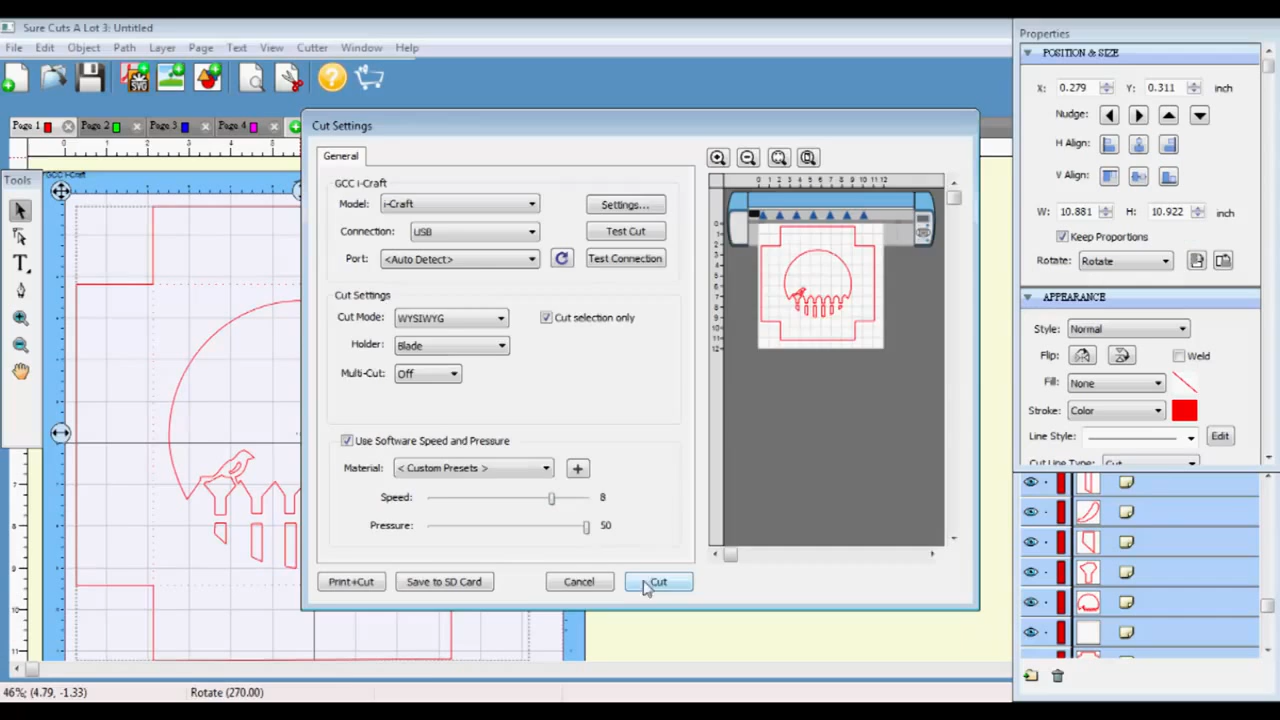 Sure Cuts A Lot 3: Untitled
File Edit Object Path Layer Page Text View Cutter Window Help
Page 1 Page 2 Page 3 Page 4
Tools
GCC i-Craft
Cut Settings
General
GCC i-Craft
Model: i-Craft Settings...
Connection: USB Test Cut
Port: <Auto Detect> Test Connection
Cut Settings
Cut Mode: WYSIWYG Cut selection only
Holder: Blade
Multi-Cut: Off
Use Software Speed and Pressure
Material: < Custom Presets >
Speed: 8
Pressure: 50
Print+Cut Save to SD Card Cancel Cut
Properties
POSITION & SIZE
X: 0.279 Y: 0.311 inch
Nudge:
H Align:
V Align:
W: 10.881 H: 10.922 inch
Keep Proportions
Rotate: Rotate
APPEARANCE
Style: Normal
Flip: Weld
Fill: None
Stroke: Color
Line Style: Edit
Cut Line Type: Cut
46%; (4.79, -1.33) Rotate (270.00)